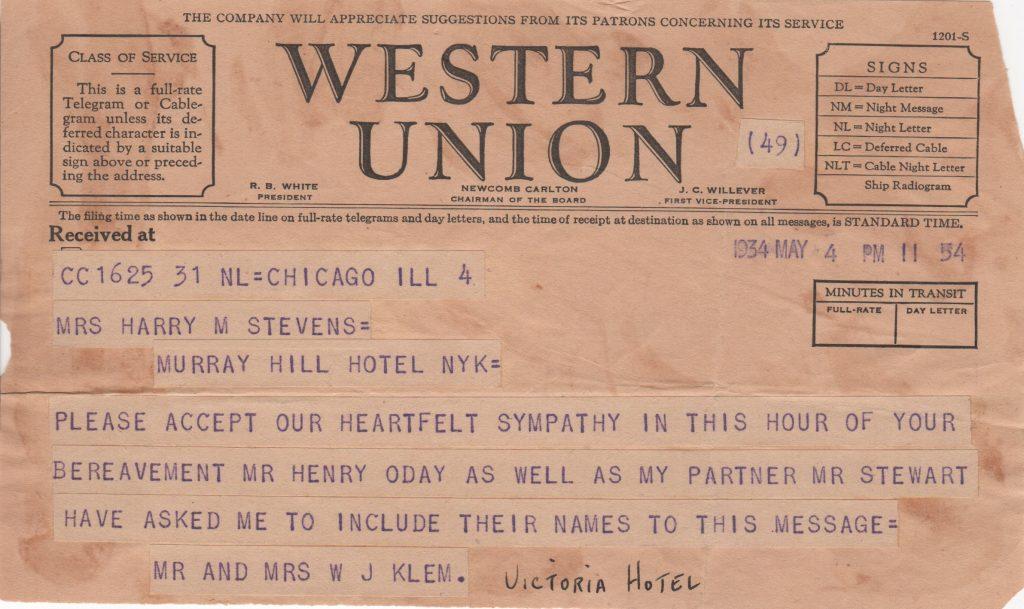 THE COMPANY WILL APPRECIATE SUGGESTIONS FROM ITS PATRONS CONCERNING ITS SERVICE
1201-S
CLASS OF SERVICE
This is a full-rate
Telegram or Cable-
gram unless its de-
ferred character is in-
dicated by a suitable
sign above or preced-
ing the address.
WESTERN
UNION
(49)
R. B. WHITE
PRESIDENT
NEWCOMB CARLTON
CHAIRMAN OF THE BOARD
J. C. WILLEVER
FIRST VICE-PRESIDENT
SIGNS
DL = Day Letter
NM = Night Message
NL = Night Letter
LC = Deferred Cable
NLT = Cable Night Letter
Ship Radiogram
The filing time as shown in the date line on full-rate telegrams and day letters, and the time of receipt at destination as shown on all messages, is STANDARD TIME.
Received at
1934 MAY 4 PM 11 54
CC1625 31 NL=CHICAGO ILL 4
MINUTES IN TRANSIT
FULL-RATE
DAY LETTER
MRS HARRY M STEVENS=
MURRAY HILL HOTEL NYK=
PLEASE ACCEPT OUR HEARTFELT SYMPATHY IN THIS HOUR OF YOUR
BEREAVEMENT MR HENRY ODAY AS WELL AS MY PARTNER MR STEWART
HAVE ASKED ME TO INCLUDE THEIR NAMES TO THIS MESSAGE=
MR AND MRS W J KLEM. VICTORIA HOTEL